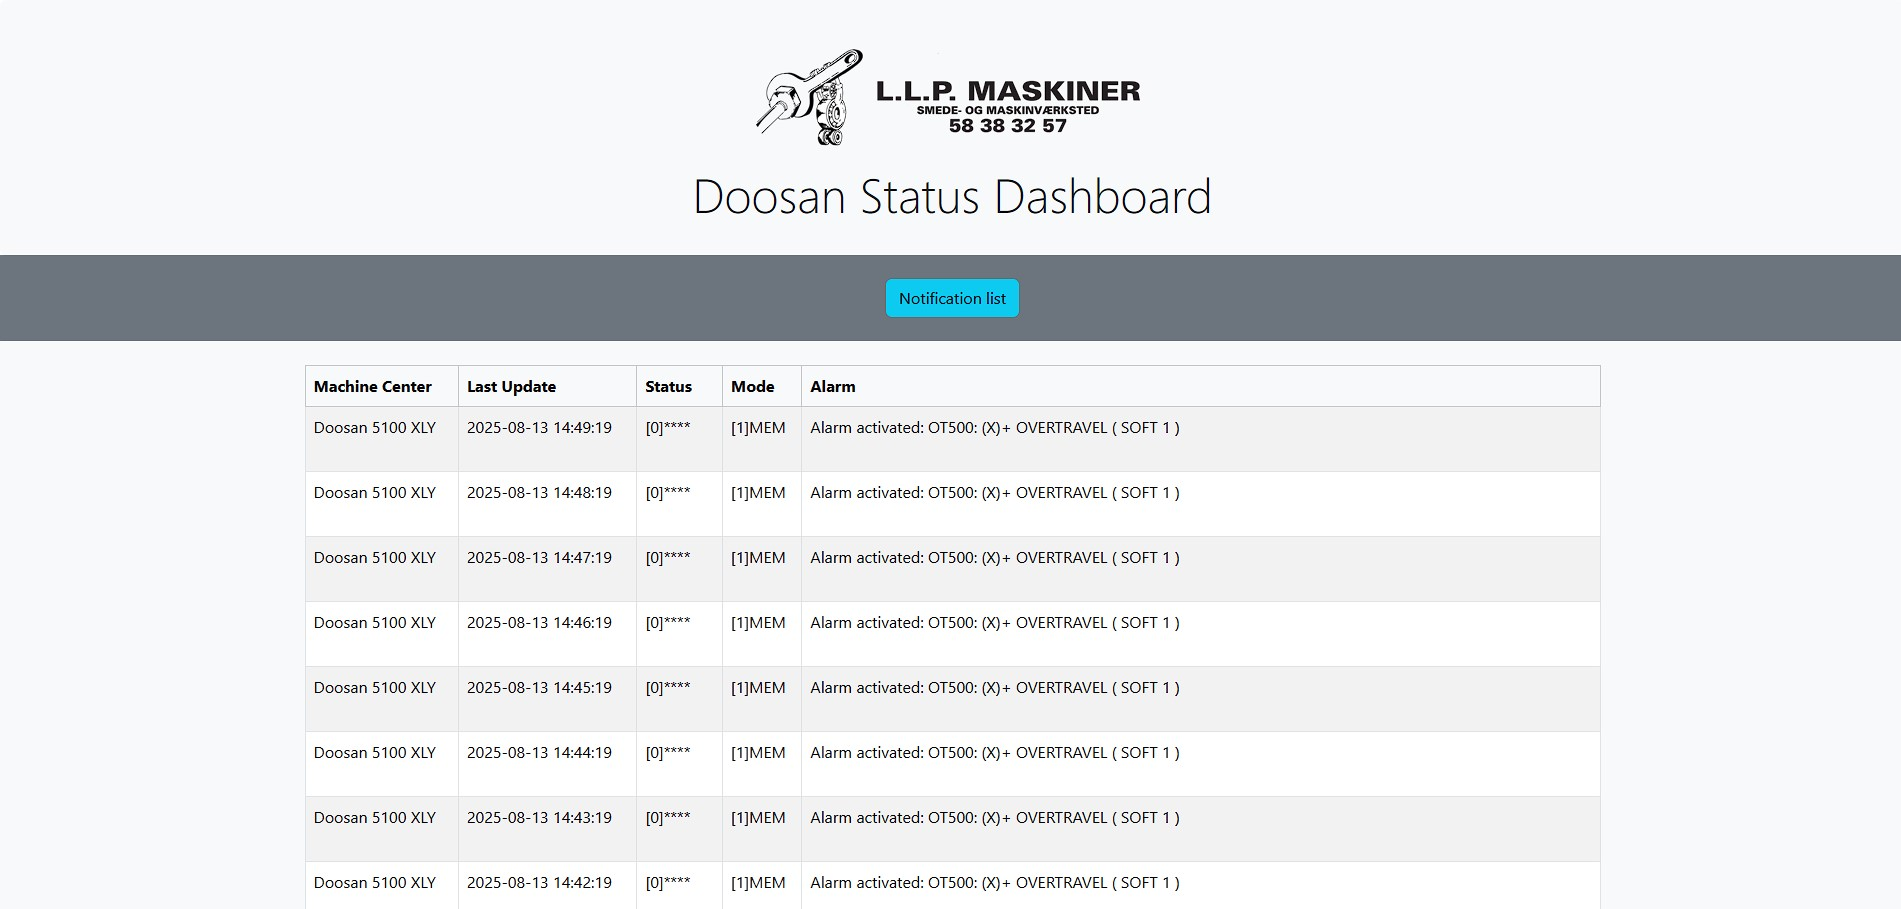 L.L.P. MASKINER
SMEDE- OG MASKINVÆRKSTED
58 38 32 57
Doosan Status Dashboard
Notification list
Machine Center Last Update Status Mode Alarm
Doosan 5100 XLY 2025-08-13 14:49:19 [0]**** [1]MEM Alarm activated: OT500: (X)+ OVERTRAVEL ( SOFT 1 )
Doosan 5100 XLY 2025-08-13 14:48:19 [0]**** [1]MEM Alarm activated: OT500: (X)+ OVERTRAVEL ( SOFT 1 )
Doosan 5100 XLY 2025-08-13 14:47:19 [0]**** [1]MEM Alarm activated: OT500: (X)+ OVERTRAVEL ( SOFT 1 )
Doosan 5100 XLY 2025-08-13 14:46:19 [0]**** [1]MEM Alarm activated: OT500: (X)+ OVERTRAVEL ( SOFT 1 )
Doosan 5100 XLY 2025-08-13 14:45:19 [0]**** [1]MEM Alarm activated: OT500: (X)+ OVERTRAVEL ( SOFT 1 )
Doosan 5100 XLY 2025-08-13 14:44:19 [0]**** [1]MEM Alarm activated: OT500: (X)+ OVERTRAVEL ( SOFT 1 )
Doosan 5100 XLY 2025-08-13 14:43:19 [0]**** [1]MEM Alarm activated: OT500: (X)+ OVERTRAVEL ( SOFT 1 )
Doosan 5100 XLY 2025-08-13 14:42:19 [0]**** [1]MEM Alarm activated: OT500: (X)+ OVERTRAVEL ( SOFT 1 )